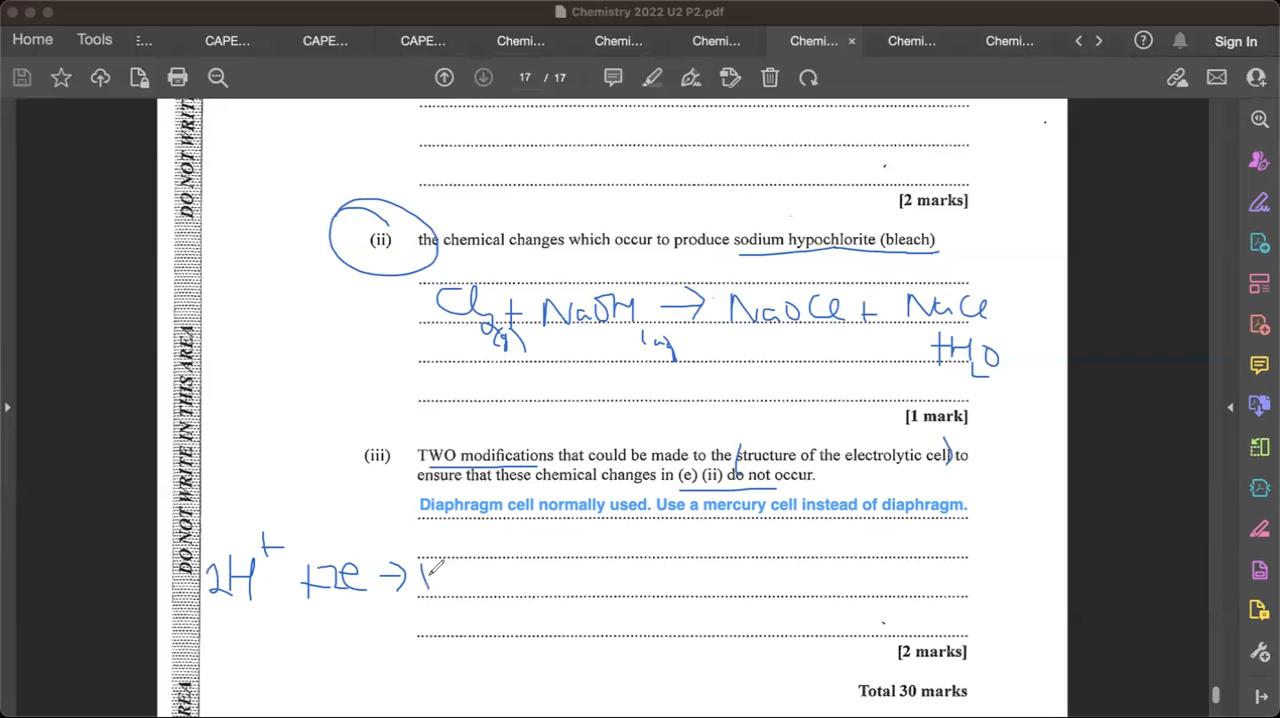 Chemistry 2022 U2 P2.pdf
Home Tools ⋮... CAPE... CAPE... CAPE... Chemi... Chemi... Chemi... Chemi... × Chemi... Chemi... Sign In
17 / 17
[2 marks]
(ii) the chemical changes which occur to produce sodium hypochlorite (bleach)
Cl2(g) + NaOH(aq → NaOCl + NaCl
+H2O
[1 mark]
(iii) TWO modifications that could be made to the (structure of the electrolytic cell) to
ensure that these chemical changes in (e) (ii) do not occur.
Diaphragm cell normally used. Use a mercury cell instead of diaphragm.
2H+ +2e →
[2 marks]
Total 30 marks
DO NOT WRIT
DO NOT WRITE IN THIS AREA
AREA